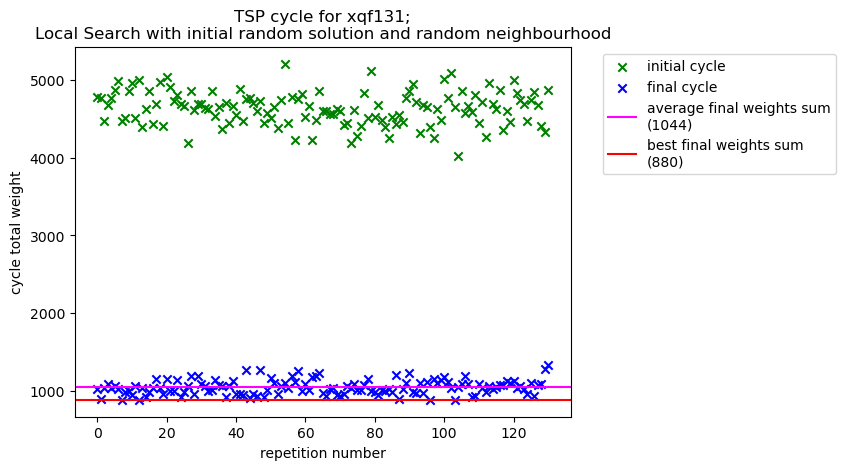 TSP cycle for xqf131;
Local Search with initial random solution and random neighbourhood
5000
4000
3000
2000
1000
cycle total weight
0
20
40
60
80
100
120
repetition number
initial cycle
final cycle
average final weights sum
(1044)
best final weights sum
(880)